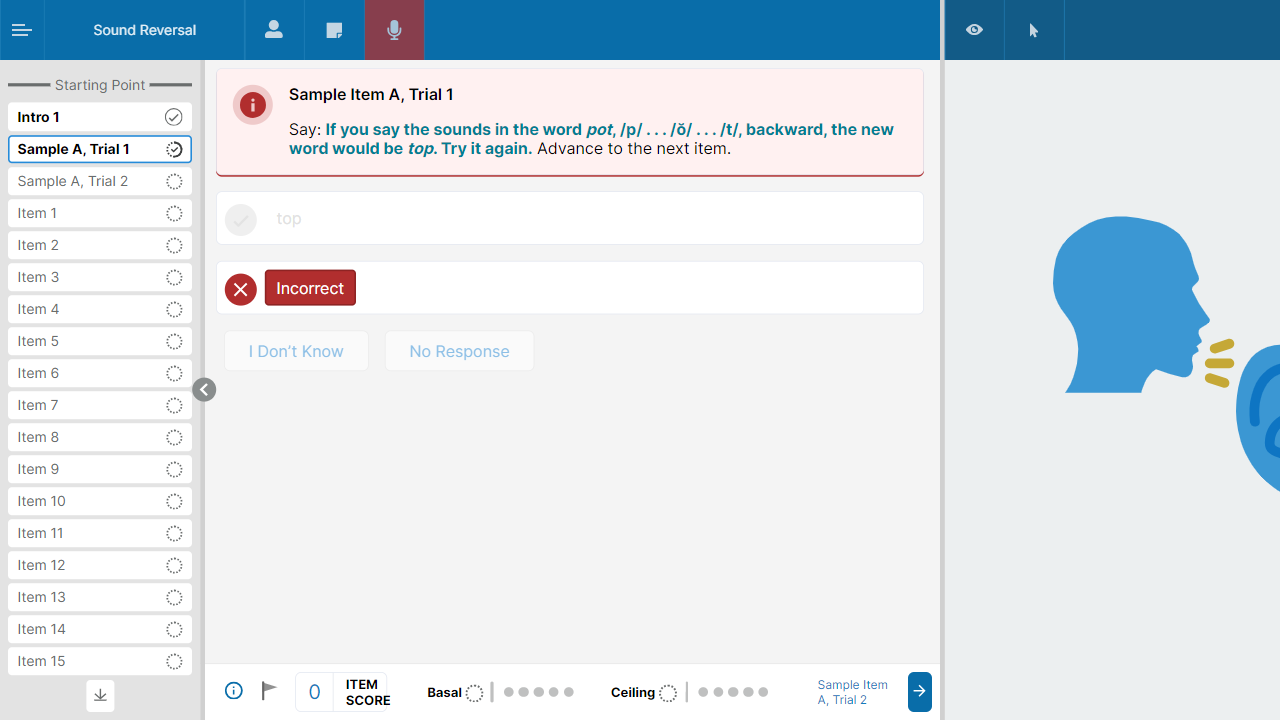 Sound Reversal
Starting Point
Intro 1
Sample A, Trial 1
Sample A, Trial 2
Item 1
Item 2
Item 3
Item 4
Item 5
Item 6
Item 7
Item 8
Item 9
Item 10
Item 11
Item 12
Item 13
Item 14
Item 15
Sample Item A, Trial 1
Say: If you say the sounds in the word pot, /p/ . . . /ŏ/ . . . /t/, backward, the new
word would be top. Try it again. Advance to the next item.
top
Incorrect
I Don't Know
No Response
0
ITEM
SCORE
Basal
Ceiling
Sample Item
A, Trial 2